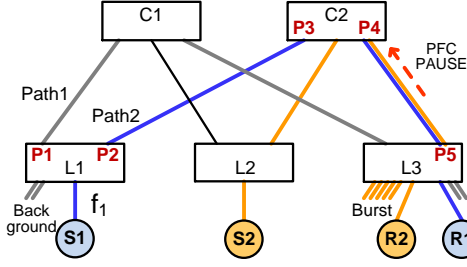 C1
C2
P3
P4
PFC
PAUSE
Path1
Path2
P1
P2
P5
L1
L2
L3
Back
ground
f1
Burst
S1
S2
R2
R1